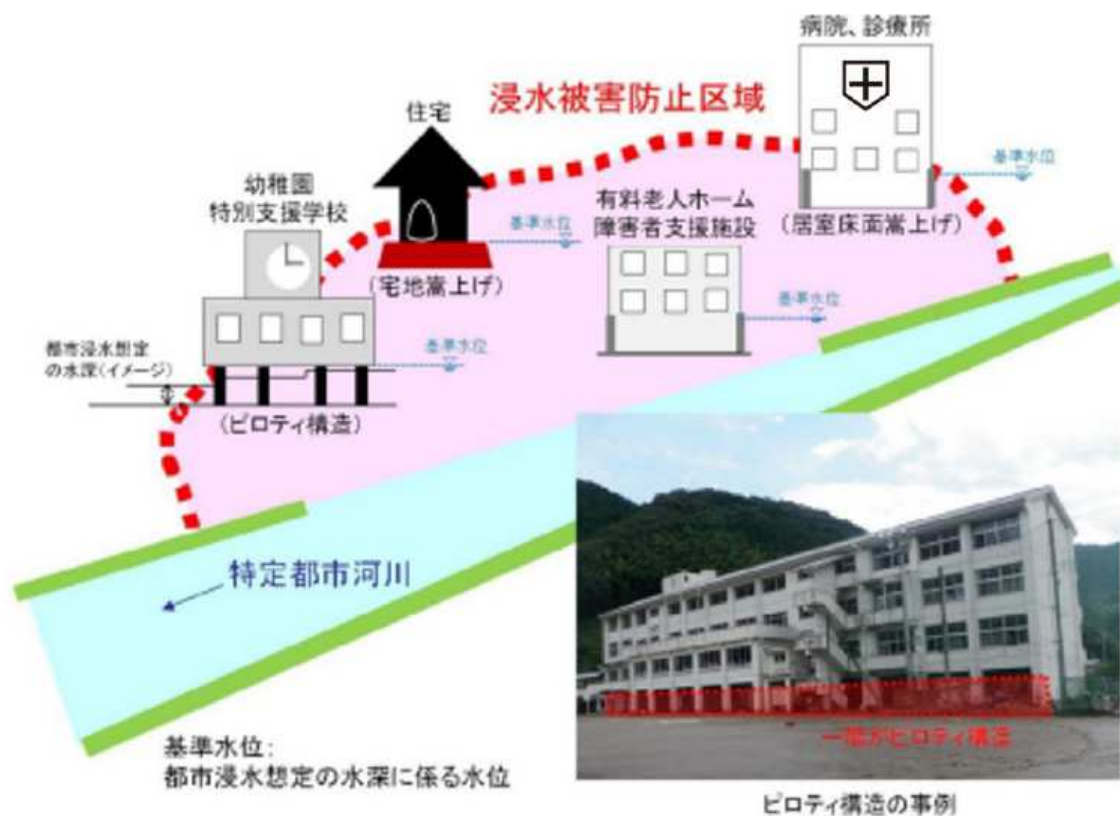 病院、診療所
浸水被害防止区域
住宅
基準水位
幼稚園
特別支援学校
有料老人ホーム
障害者支援施設
基準水位
(居室床面嵩上げ)
(宅地嵩上げ)
基準水位
都市浸水想定
の水深(イメージ)
基準水位
(ピロティ構造)
特定都市河川
一階がピロティ構造
基準水位:
都市浸水想定の水深に係る水位
ピロティ構造の事例